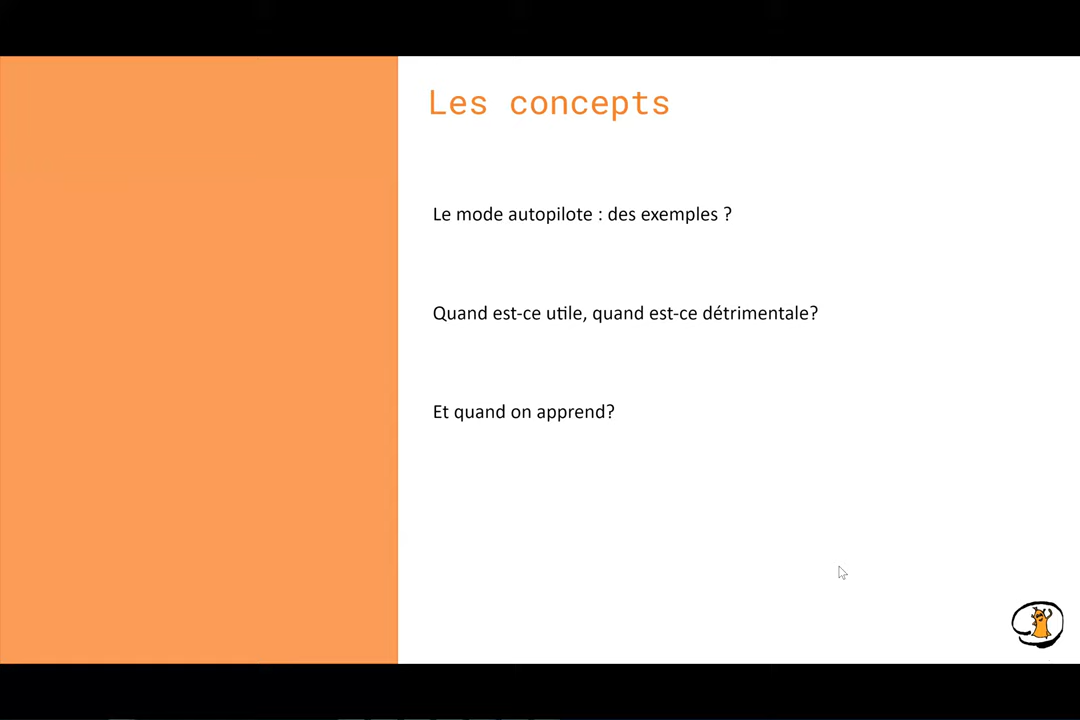 Les concepts
Le mode autopilote : des exemples ?
Quand est-ce utile, quand est-ce détrimentale?
Et quand on apprend?